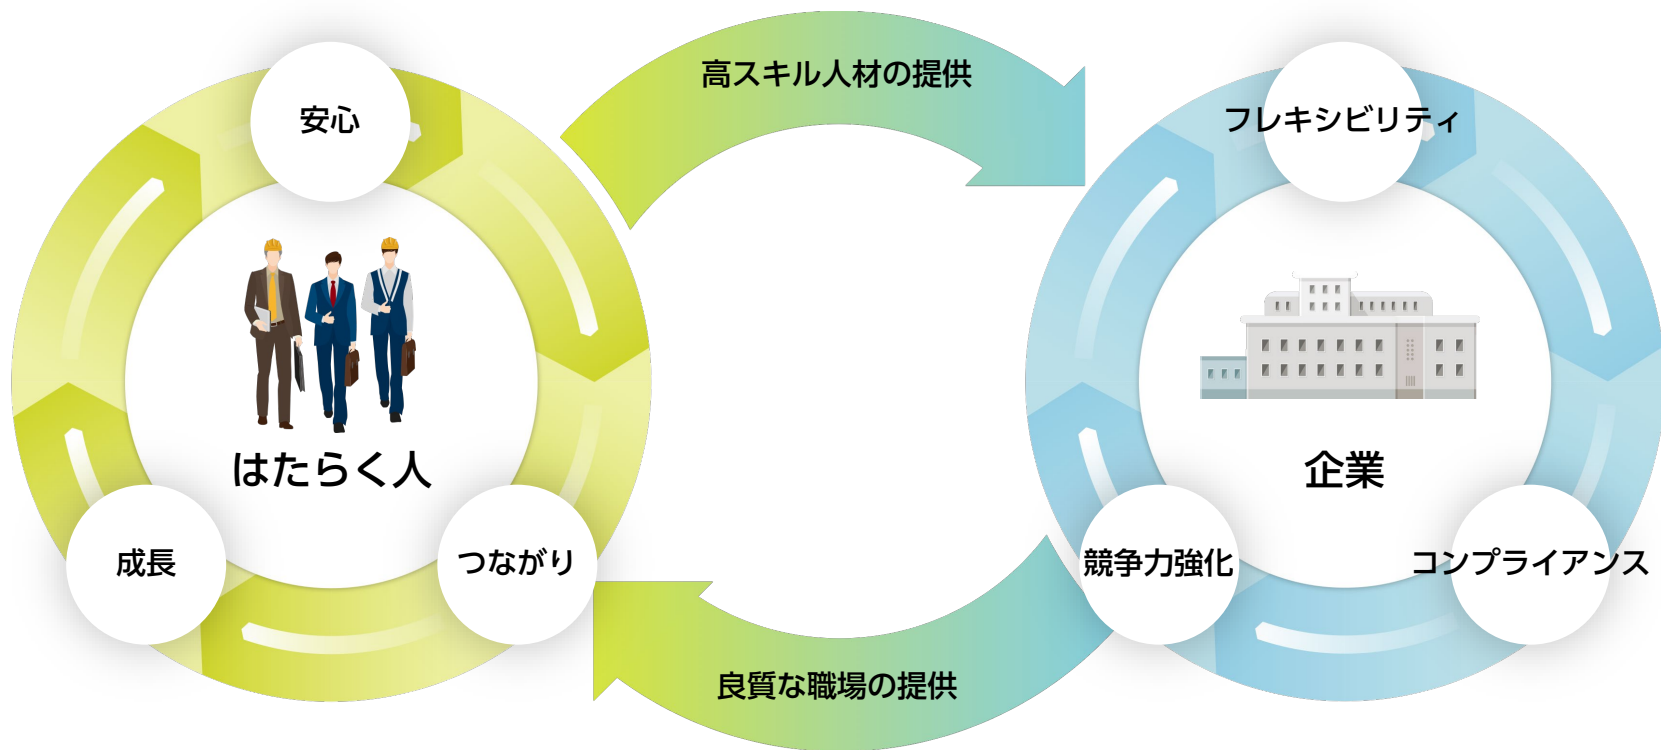 高スキル人材の提供
安心
はたらく人
成長
つながり
フレキシビリティ
企業
競争力強化
コンプライアンス
良質な職場の提供